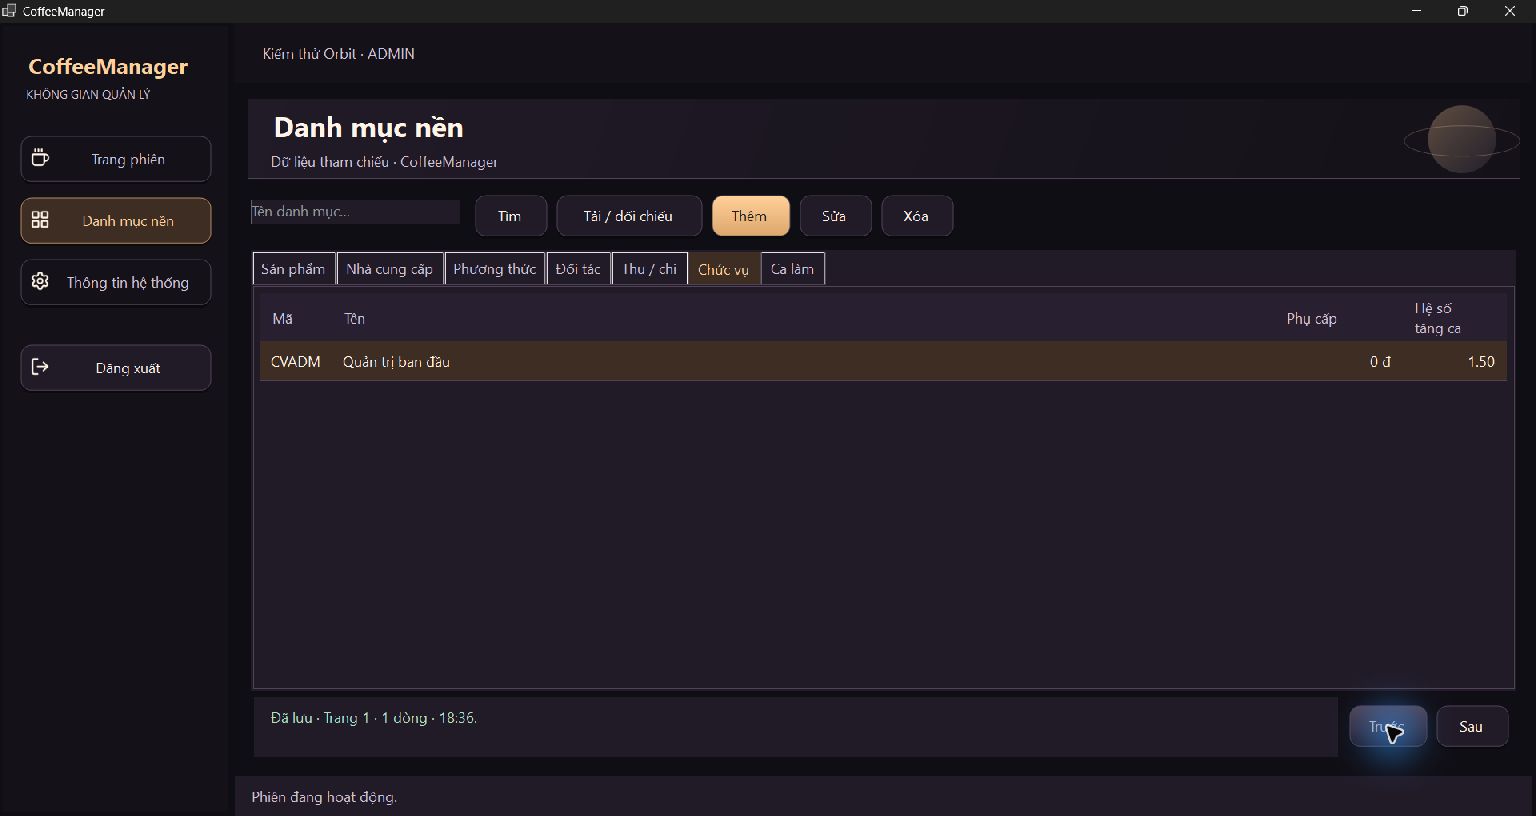 CoffeeManager
CoffeeManager
KHÔNG GIAN QUẢN LÝ
Trang phiên
Danh mục nền
Thông tin hệ thống
Đăng xuất
Kiểm thử Orbit · ADMIN
Danh mục nền
Dữ liệu tham chiếu · CoffeeManager
Tên danh mục...
Tìm
Tải / đối chiếu
Thêm
Sửa
Xóa
Sản phẩm
Nhà cung cấp
Phương thức
Đối tác
Thu / chi
Chức vụ
Ca làm
Mã
Tên
Phụ cấp
Hệ số
tăng ca
CVADM
Quản trị ban đầu
0 đ
1.50
Đã lưu · Trang 1 · 1 dòng · 18:36.
Trước
Sau
Phiên đang hoạt động.